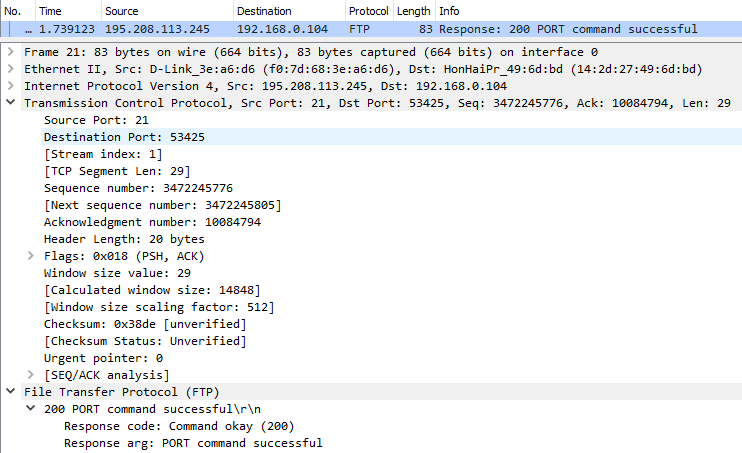 No. Time Source Destination Protocol Length Info
… 1.739123 195.208.113.245 192.168.0.104 FTP 83 Response: 200 PORT command successful
Frame 21: 83 bytes on wire (664 bits), 83 bytes captured (664 bits) on interface 0
Ethernet II, Src: D-Link_3e:a6:d6 (f0:7d:68:3e:a6:d6), Dst: HonHaiPr_49:6d:bd (14:2d:27:49:6d:bd)
Internet Protocol Version 4, Src: 195.208.113.245, Dst: 192.168.0.104
Transmission Control Protocol, Src Port: 21, Dst Port: 53425, Seq: 3472245776, Ack: 10084794, Len: 29
Source Port: 21
Destination Port: 53425
[Stream index: 1]
[TCP Segment Len: 29]
Sequence number: 3472245776
[Next sequence number: 3472245805]
Acknowledgment number: 10084794
Header Length: 20 bytes
Flags: 0x018 (PSH, ACK)
Window size value: 29
[Calculated window size: 14848]
[Window size scaling factor: 512]
Checksum: 0x38de [unverified]
[Checksum Status: Unverified]
Urgent pointer: 0
[SEQ/ACK analysis]
File Transfer Protocol (FTP)
200 PORT command successful\r\n
Response code: Command okay (200)
Response arg: PORT command successful